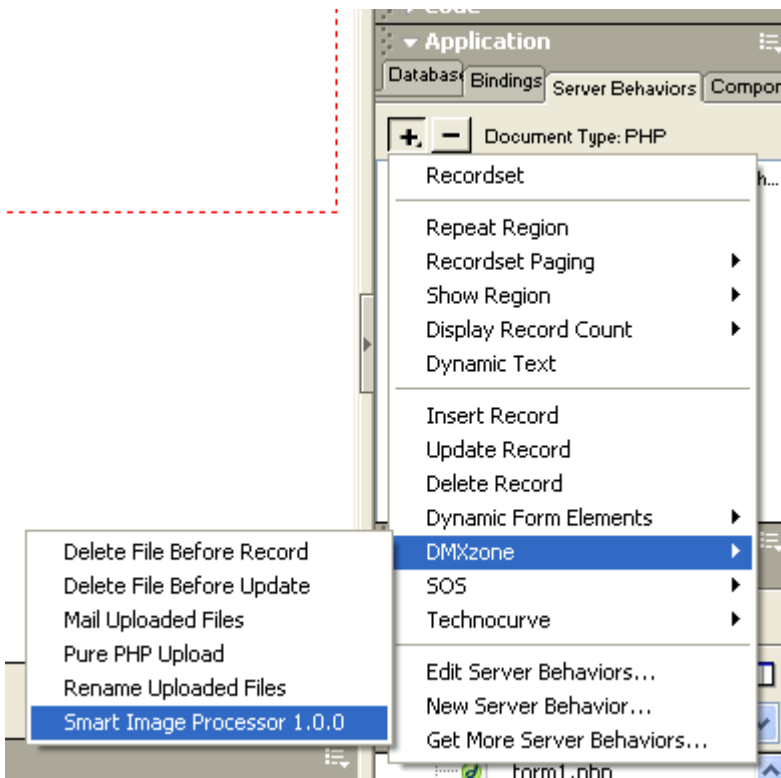 Code
Application
Databas Bindings Server Behaviors Compor
Document Type: PHP
Recordset
h...
Repeat Region
Recordset Paging
Show Region
Display Record Count
Dynamic Text
Insert Record
Update Record
Delete Record
Dynamic Form Elements
DMXzone
SOS
Technocurve
Edit Server Behaviors...
New Server Behavior...
Get More Server Behaviors...
Delete File Before Record
Delete File Before Update
Mail Uploaded Files
Pure PHP Upload
Rename Uploaded Files
Smart Image Processor 1.0.0
form1.php